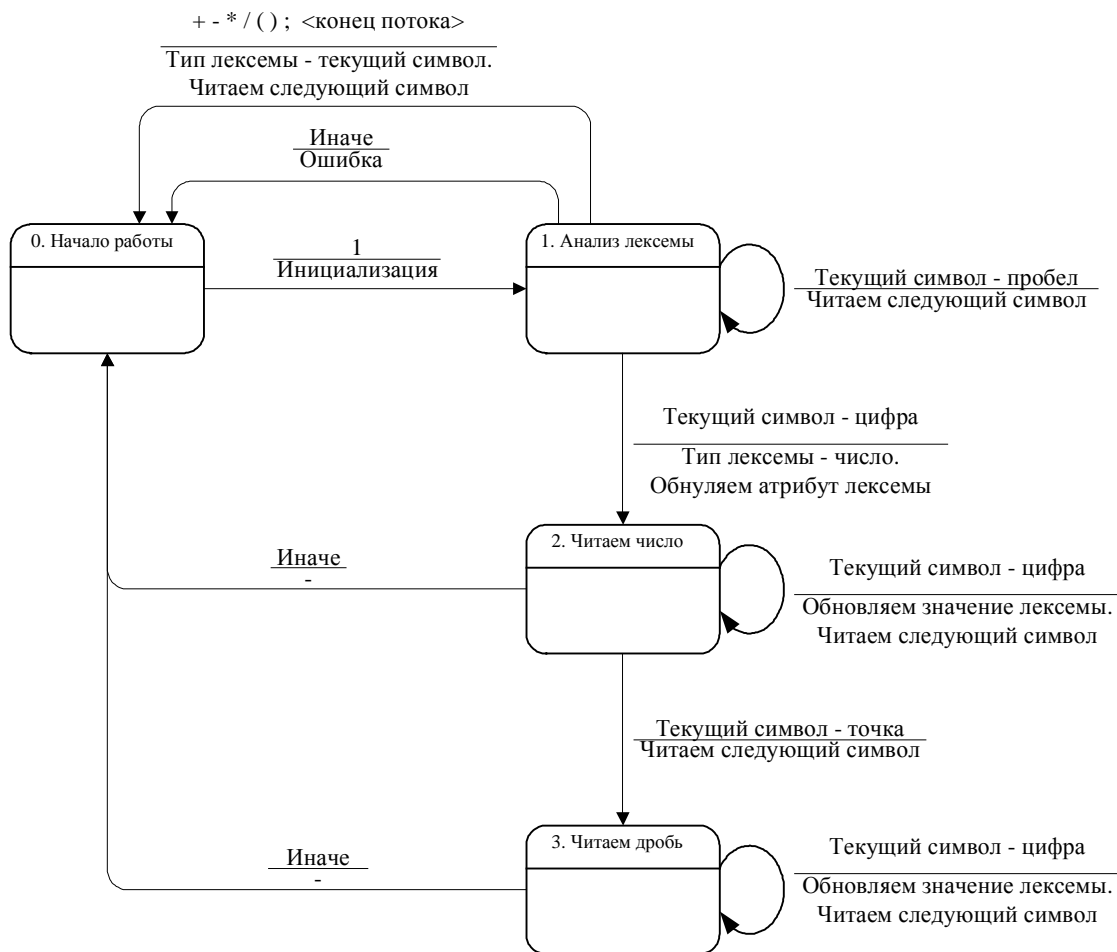 + - * / ( ) ;  <конец потока>
Тип лексемы - текущий символ.
Читаем следующий символ
Иначе
Ошибка
0. Начало работы
1
Инициализация
1. Анализ лексемы
Текущий символ - пробел
Читаем следующий символ
Текущий символ - цифра
Тип лексемы - число.
Обнуляем атрибут лексемы
Иначе
-
2. Читаем число
Текущий символ - цифра
Обновляем значение лексемы.
Читаем следующий символ
Текущий символ - точка
Читаем следующий символ
Иначе
-
3. Читаем дробь
Текущий символ - цифра
Обновляем значение лексемы.
Читаем следующий символ